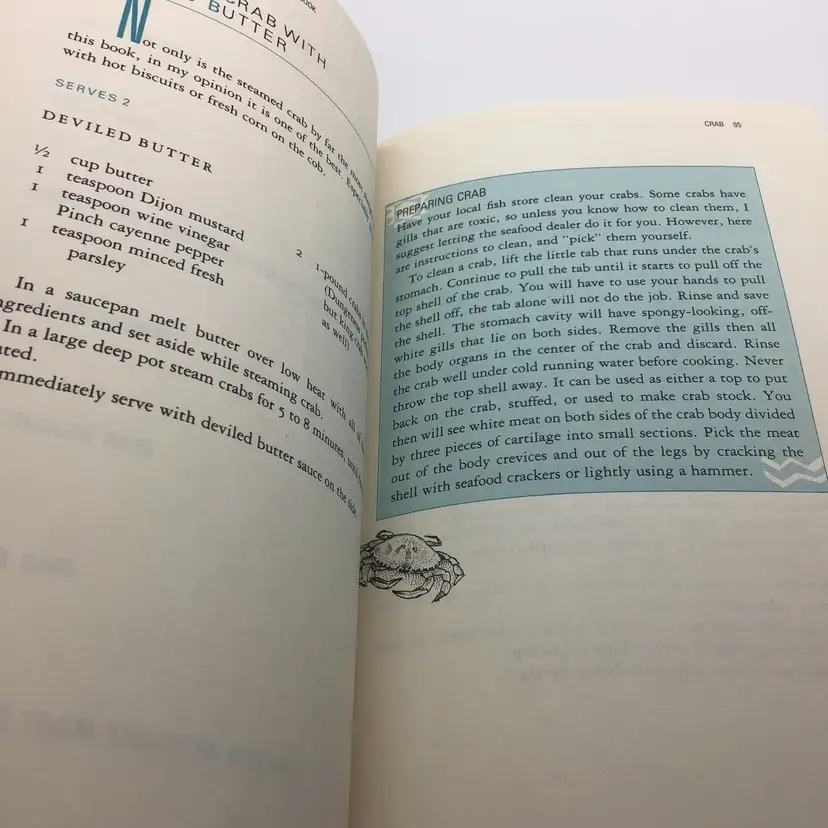 OOK
CRAB WITH
BUTTER
Not only is the steamed crab by far the most
this book, in my opinion it is one of the best. Especially
with hot biscuits or fresh corn on the cob.
SERVES 2
DEVILED BUTTER
½ cup butter
1 teaspoon Dijon mustard
1 teaspoon wine vinegar
Pinch cayenne pepper
1 teaspoon minced fresh
parsley
2 1-pound
(Dungeness
but king
as well)
In a saucepan melt butter over low heat with all of
ingredients and set aside while steaming crab.
In a large deep pot steam crabs for 5 to 8 minutes, until
ated.
mmediately serve with deviled butter sauce on the side.
CRAB 95
PREPARING CRAB
Have your local fish store clean your crabs. Some crabs have
gills that are toxic, so unless you know how to clean them, I
suggest letting the seafood dealer do it for you. However, here
are instructions to clean, and "pick" them yourself.
To clean a crab, lift the little tab that runs under the crab's
stomach. Continue to pull the tab until it starts to pull off the
top shell of the crab. You will have to use your hands to pull
the shell off, the tab alone will not do the job. Rinse and save
the shell. The stomach cavity will have spongy-looking, off-
white gills that lie on both sides. Remove the gills then all
the body organs in the center of the crab and discard. Rinse
the crab well under cold running water before cooking. Never
throw the top shell away. It can be used as either a top to put
back on the crab, stuffed, or used to make crab stock. You
then will see white meat on both sides of the crab body divided
by three pieces of cartilage into small sections. Pick the meat
out of the body crevices and out of the legs by cracking the
shell with seafood crackers or lightly using a hammer.